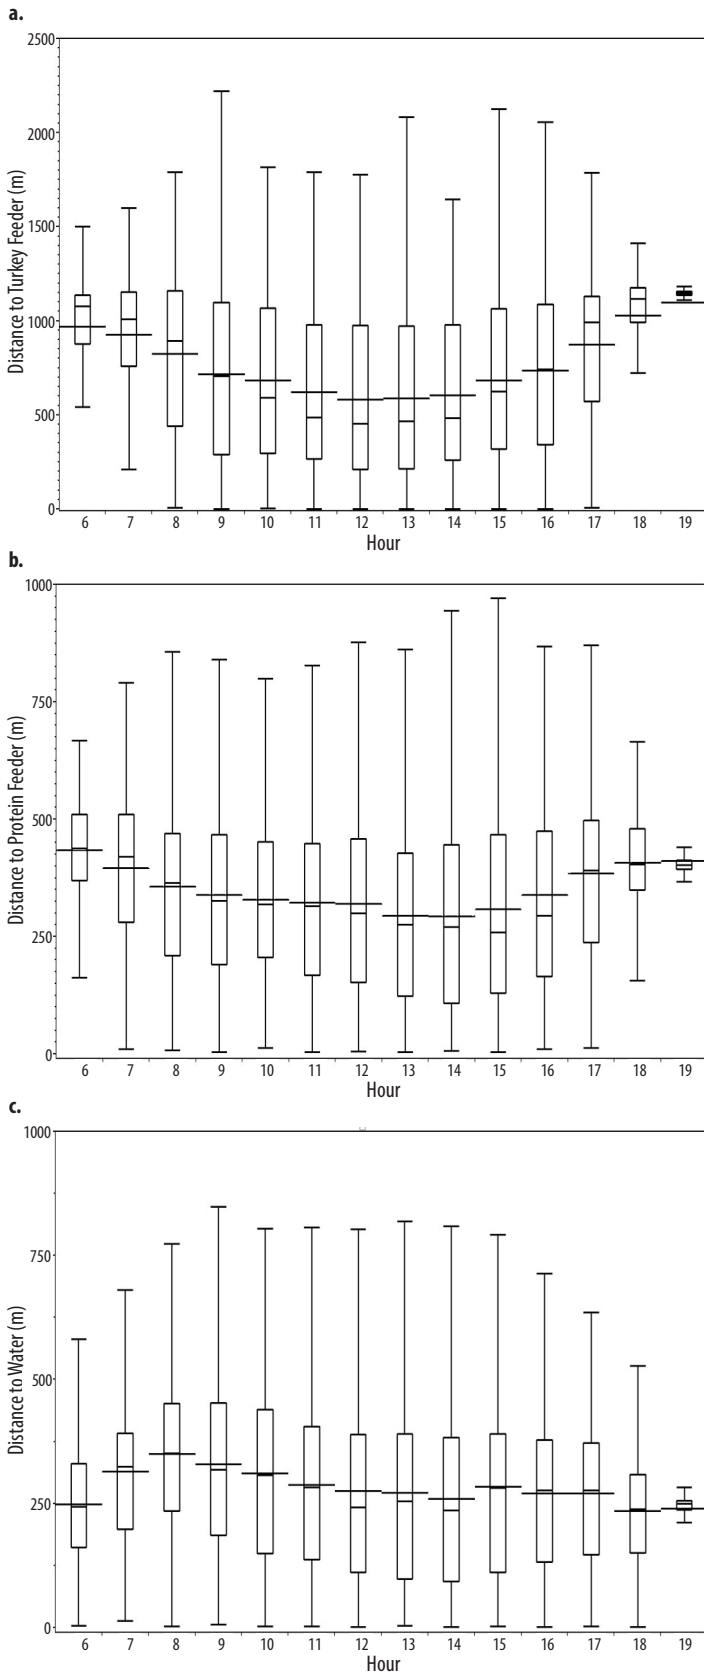 a.
Distance to Turkey Feeder (m)
2500
2000
1500
1000
500
0
6 7 8 9 10 11 12 13 14 15 16 17 18 19
Hour
b.
Distance to Protein Feeder (m)
1000
750
500
250
0
6 7 8 9 10 11 12 13 14 15 16 17 18 19
Hour
c.
Distance to Water (m)
1000
750
500
250
0
6 7 8 9 10 11 12 13 14 15 16 17 18 19
Hour